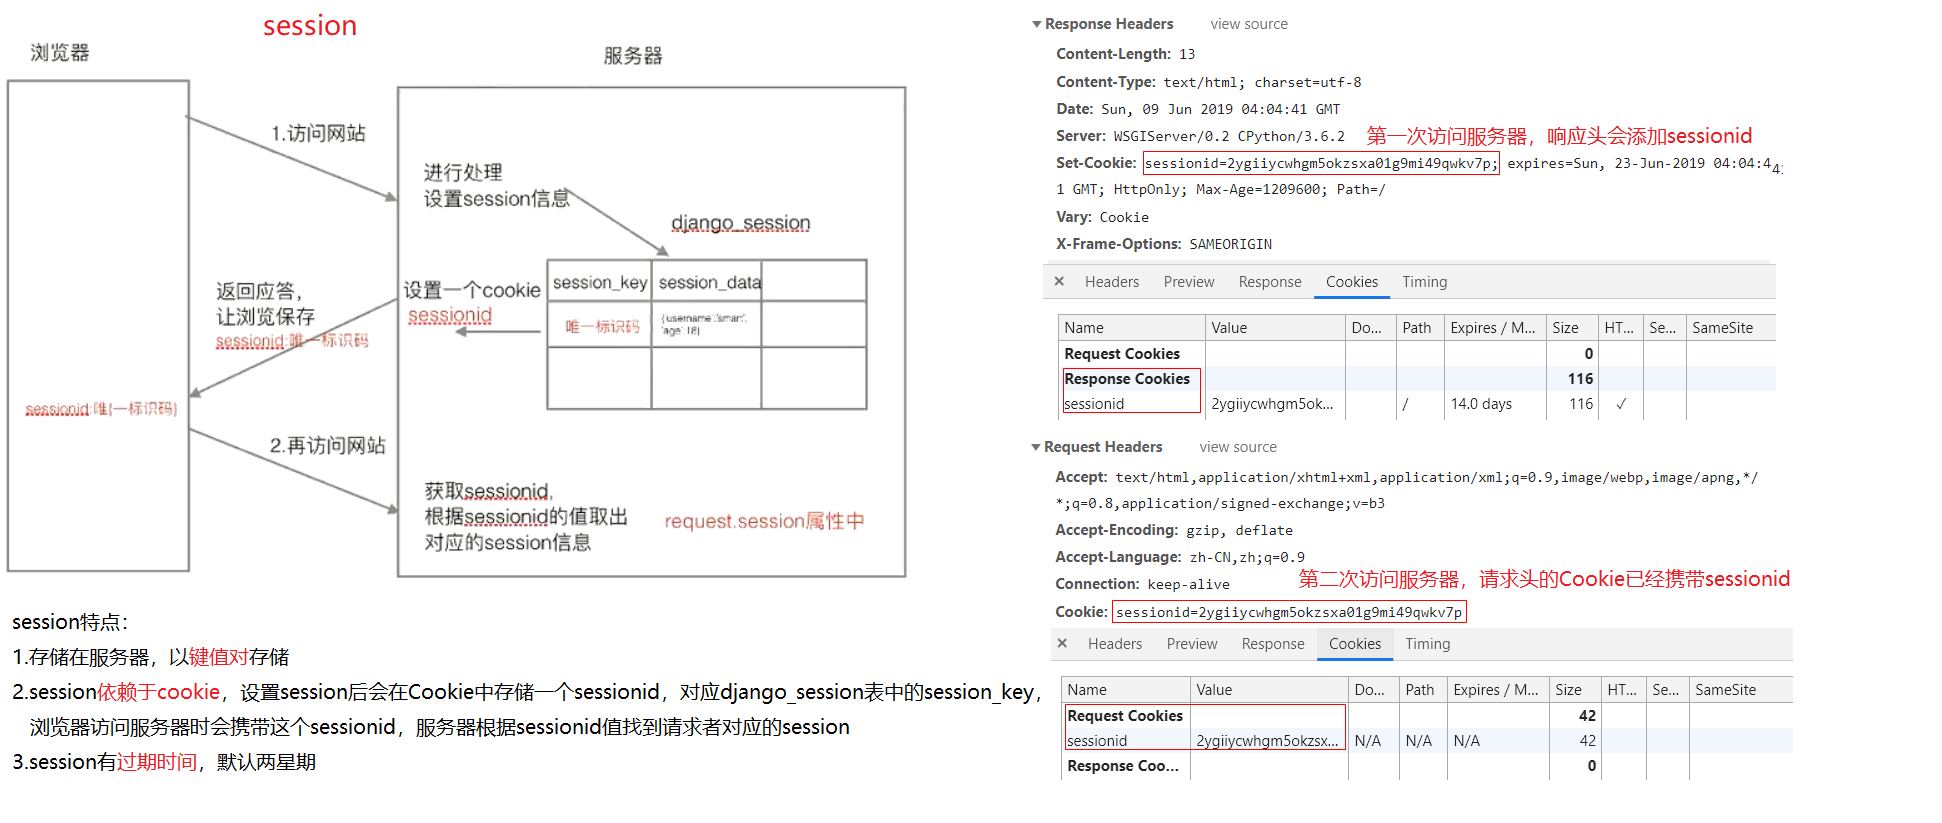 session
浏览器
服务器
1.访问网站
进行处理
设置session信息
django_session
session_key session_data
设置一个cookie
sessionid
唯一标识码
{'username':'smart',
'age':18}
返回应答，
让浏览保存
sessionid:唯一标识码
sessionid:唯(一标识码)
2.再访问网站
获取sessionid,
根据sessionid的值取出
对应的session信息
request.session属性中
session特点：
1.存储在服务器，以键值对存储
2.session依赖于cookie，设置session后会在Cookie中存储一个sessionid，对应django_session表中的session_key，
浏览器访问服务器时会携带这个sessionid，服务器根据sessionid值找到请求者对应的session
3.session有过期时间，默认两星期
Response Headers view source
Content-Length: 13
Content-Type: text/html; charset=utf-8
Date: Sun, 09 Jun 2019 04:04:41 GMT
Server: WSGIServer/0.2 CPython/3.6.2
第一次访问服务器，响应头会添加sessionid
Set-Cookie: sessionid=2ygiiycwhgm5okzsxa01g9mi49qwkv7p; expires=Sun, 23-Jun-2019 04:04:4
1 GMT; HttpOnly; Max-Age=1209600; Path=/
Vary: Cookie
X-Frame-Options: SAMEORIGIN
× Headers Preview Response Cookies Timing
Name Value Do... Path Expires / M... Size HT... Se... SameSite
Request Cookies 0
Response Cookies 116
sessionid 2ygiiycwhgm5ok... / 14.0 days 116 ✓
Request Headers view source
Accept: text/html,application/xhtml+xml,application/xml;q=0.9,image/webp,image/apng,*/
*;q=0.8,application/signed-exchange;v=b3
Accept-Encoding: gzip, deflate
Accept-Language: zh-CN,zh;q=0.9
Connection: keep-alive
第二次访问服务器，请求头的Cookie已经携带sessionid
Cookie: sessionid=2ygiiycwhgm5okzsxa01g9mi49qwkv7p
× Headers Preview Response Cookies Timing
Name Value Do... Path Expires / M... Size HT... Se... SameSite
Request Cookies 42
sessionid 2ygiiycwhgm5okzsx... N/A N/A N/A 42
Response Coo... 0